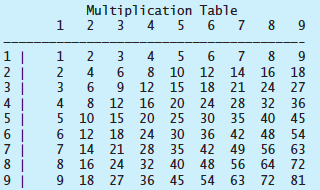 Multiplication Table
1 2 3 4 5 6 7 8 9
-----------------------------------------
1 | 1 2 3 4 5 6 7 8 9
2 | 2 4 6 8 10 12 14 16 18
3 | 3 6 9 12 15 18 21 24 27
4 | 4 8 12 16 20 24 28 32 36
5 | 5 10 15 20 25 30 35 40 45
6 | 6 12 18 24 30 36 42 48 54
7 | 7 14 21 28 35 42 49 56 63
8 | 8 16 24 32 40 48 56 64 72
9 | 9 18 27 36 45 54 63 72 81